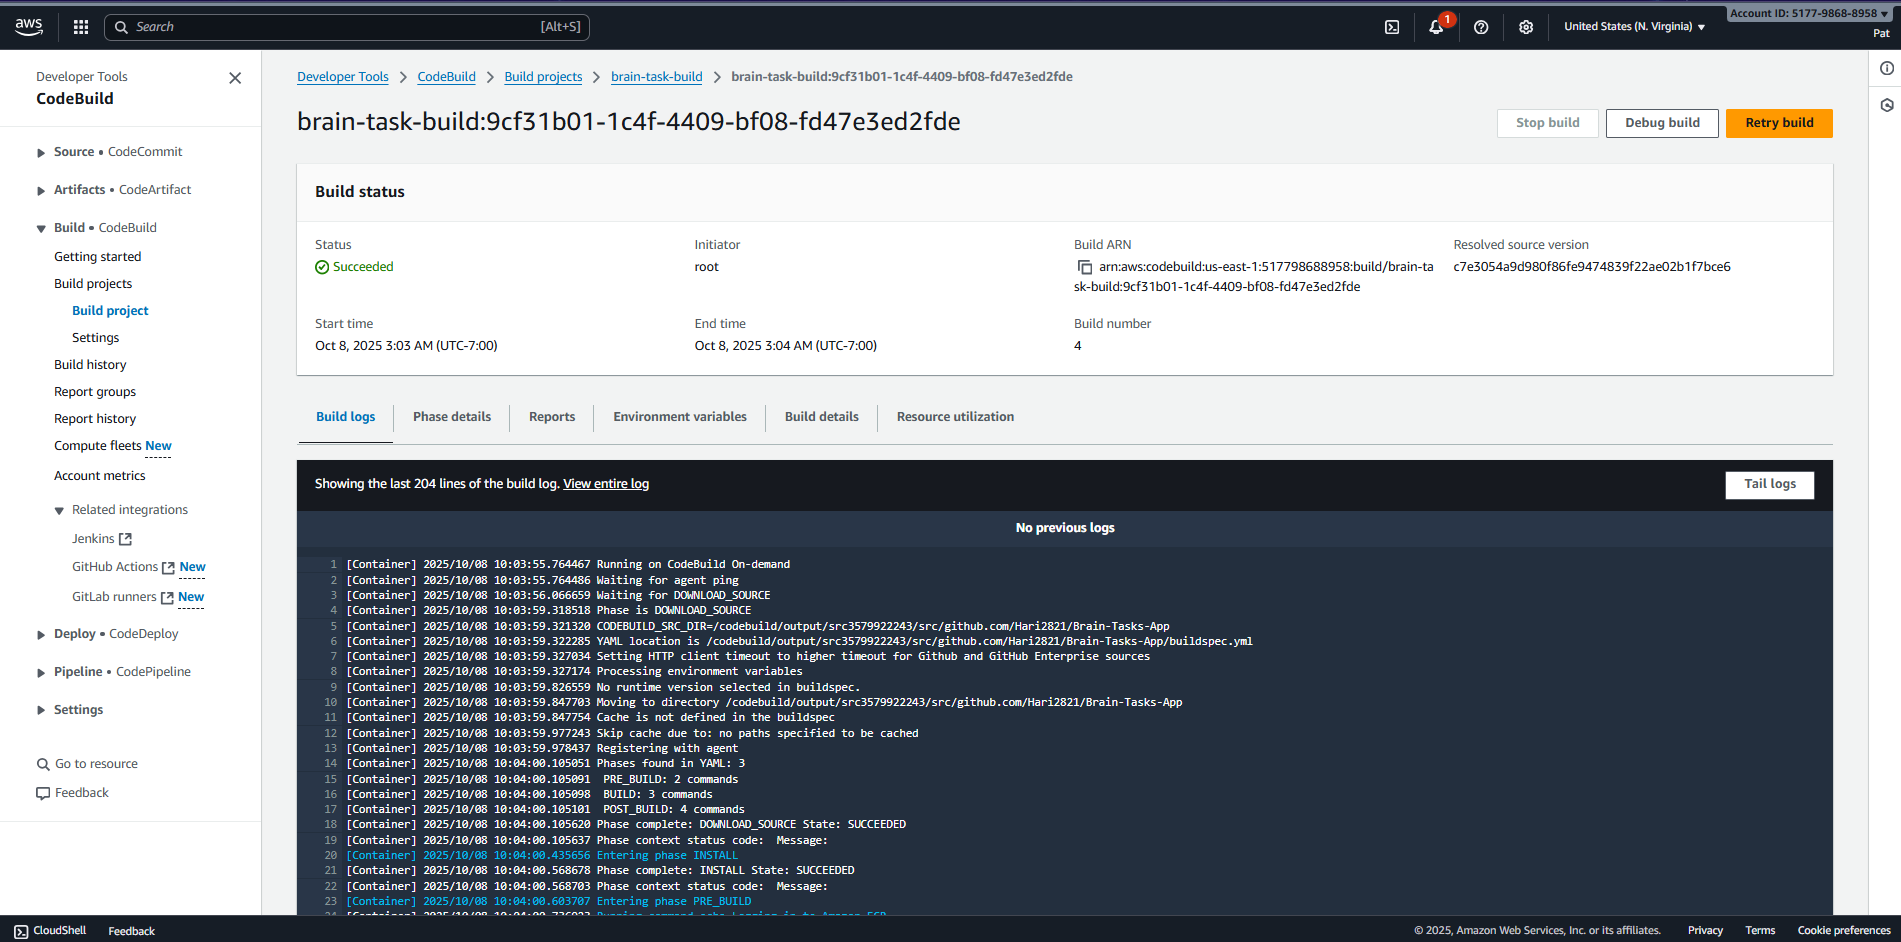 aws
Search
[Alt+S]
1
United States (N. Virginia)
Account ID: 5177-9868-8958
Pat
Developer Tools
CodeBuild
Source • CodeCommit
Artifacts • CodeArtifact
Build • CodeBuild
Getting started
Build projects
Build project
Settings
Build history
Report groups
Report history
Compute fleets New
Account metrics
Related integrations
Jenkins
GitHub Actions New
GitLab runners New
Deploy • CodeDeploy
Pipeline • CodePipeline
Settings
Go to resource
Feedback
Developer Tools > CodeBuild > Build projects > brain-task-build > brain-task-build:9cf31b01-1c4f-4409-bf08-fd47e3ed2fde
brain-task-build:9cf31b01-1c4f-4409-bf08-fd47e3ed2fde
Stop build
Debug build
Retry build
Build status
Status
Succeeded
Initiator
root
Build ARN
arn:aws:codebuild:us-east-1:517798688958:build/brain-ta
sk-build:9cf31b01-1c4f-4409-bf08-fd47e3ed2fde
Resolved source version
c7e3054a9d980f86fe9474839f22ae02b1f7bce6
Start time
Oct 8, 2025 3:03 AM (UTC-7:00)
End time
Oct 8, 2025 3:04 AM (UTC-7:00)
Build number
4
Build logs
Phase details
Reports
Environment variables
Build details
Resource utilization
Showing the last 204 lines of the build log. View entire log
Tail logs
No previous logs
1 [Container] 2025/10/08 10:03:55.764467 Running on CodeBuild On-demand
2 [Container] 2025/10/08 10:03:55.764486 Waiting for agent ping
3 [Container] 2025/10/08 10:03:56.066659 Waiting for DOWNLOAD_SOURCE
4 [Container] 2025/10/08 10:03:59.318518 Phase is DOWNLOAD_SOURCE
5 [Container] 2025/10/08 10:03:59.321320 CODEBUILD_SRC_DIR=/codebuild/output/src3579922243/src/github.com/Hari2821/Brain-Tasks-App
6 [Container] 2025/10/08 10:03:59.322285 YAML location is /codebuild/output/src3579922243/src/github.com/Hari2821/Brain-Tasks-App/buildspec.yml
7 [Container] 2025/10/08 10:03:59.327034 Setting HTTP client timeout to higher timeout for Github and GitHub Enterprise sources
8 [Container] 2025/10/08 10:03:59.327174 Processing environment variables
9 [Container] 2025/10/08 10:03:59.826559 No runtime version selected in buildspec.
10 [Container] 2025/10/08 10:03:59.847703 Moving to directory /codebuild/output/src3579922243/src/github.com/Hari2821/Brain-Tasks-App
11 [Container] 2025/10/08 10:03:59.847754 Cache is not defined in the buildspec
12 [Container] 2025/10/08 10:03:59.977243 Skip cache due to: no paths specified to be cached
13 [Container] 2025/10/08 10:03:59.978437 Registering with agent
14 [Container] 2025/10/08 10:04:00.105051 Phases found in YAML: 3
15 [Container] 2025/10/08 10:04:00.105091  PRE_BUILD: 2 commands
16 [Container] 2025/10/08 10:04:00.105098  BUILD: 3 commands
17 [Container] 2025/10/08 10:04:00.105101  POST_BUILD: 4 commands
18 [Container] 2025/10/08 10:04:00.105620 Phase complete: DOWNLOAD_SOURCE State: SUCCEEDED
19 [Container] 2025/10/08 10:04:00.105637 Phase context status code:  Message:
20 [Container] 2025/10/08 10:04:00.435656 Entering phase INSTALL
21 [Container] 2025/10/08 10:04:00.568678 Phase complete: INSTALL State: SUCCEEDED
22 [Container] 2025/10/08 10:04:00.568703 Phase context status code:  Message:
23 [Container] 2025/10/08 10:04:00.603707 Entering phase PRE_BUILD
CloudShell
Feedback
© 2025, Amazon Web Services, Inc. or its affiliates.
Privacy
Terms
Cookie preferences